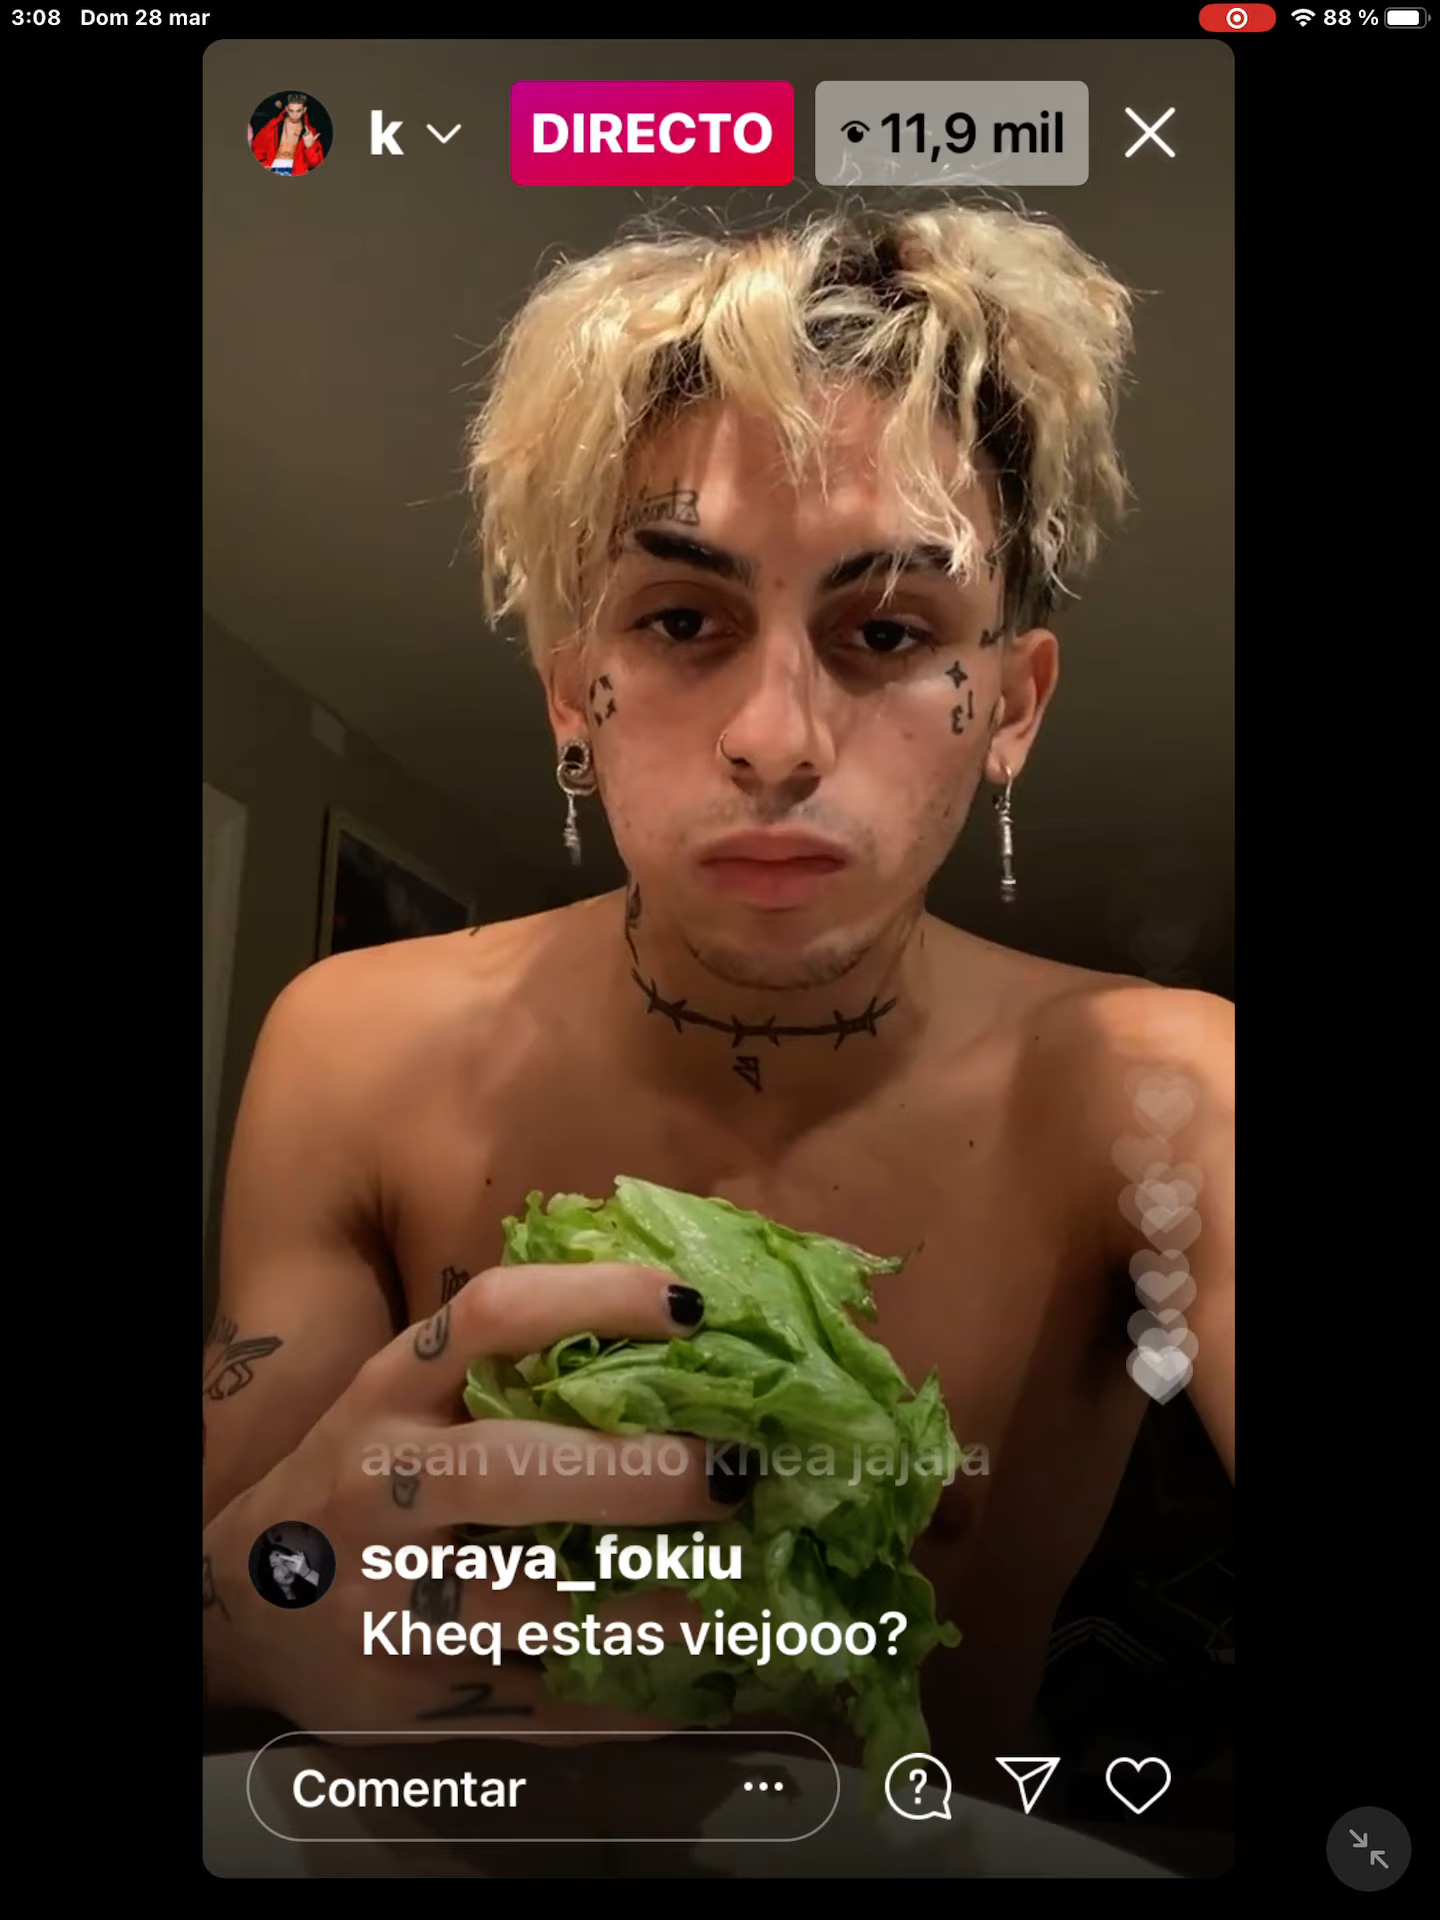 3:08 Dom 28 mar 88 %
k DIRECTO 11,9 mil
asan viendo khea jajaja
soraya_fokiu
Kheq estas viejooo?
Comentar